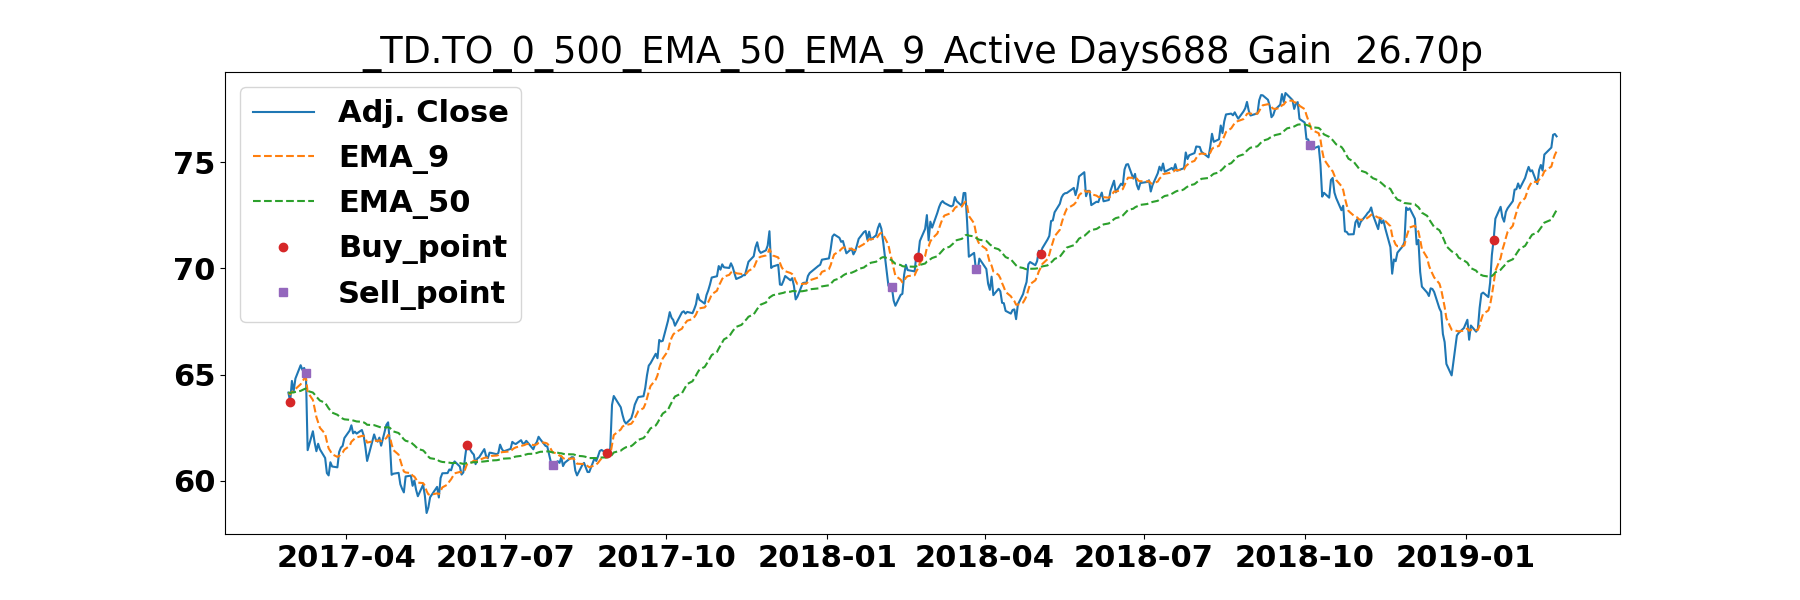 _TD.TO_0_500_EMA_50_EMA_9_Active Days688_Gain  26.70p
Adj. Close
EMA_9
EMA_50
Buy_point
Sell_point
75
70
65
60
2017-04 2017-07 2017-10 2018-01 2018-04 2018-07 2018-10 2019-01